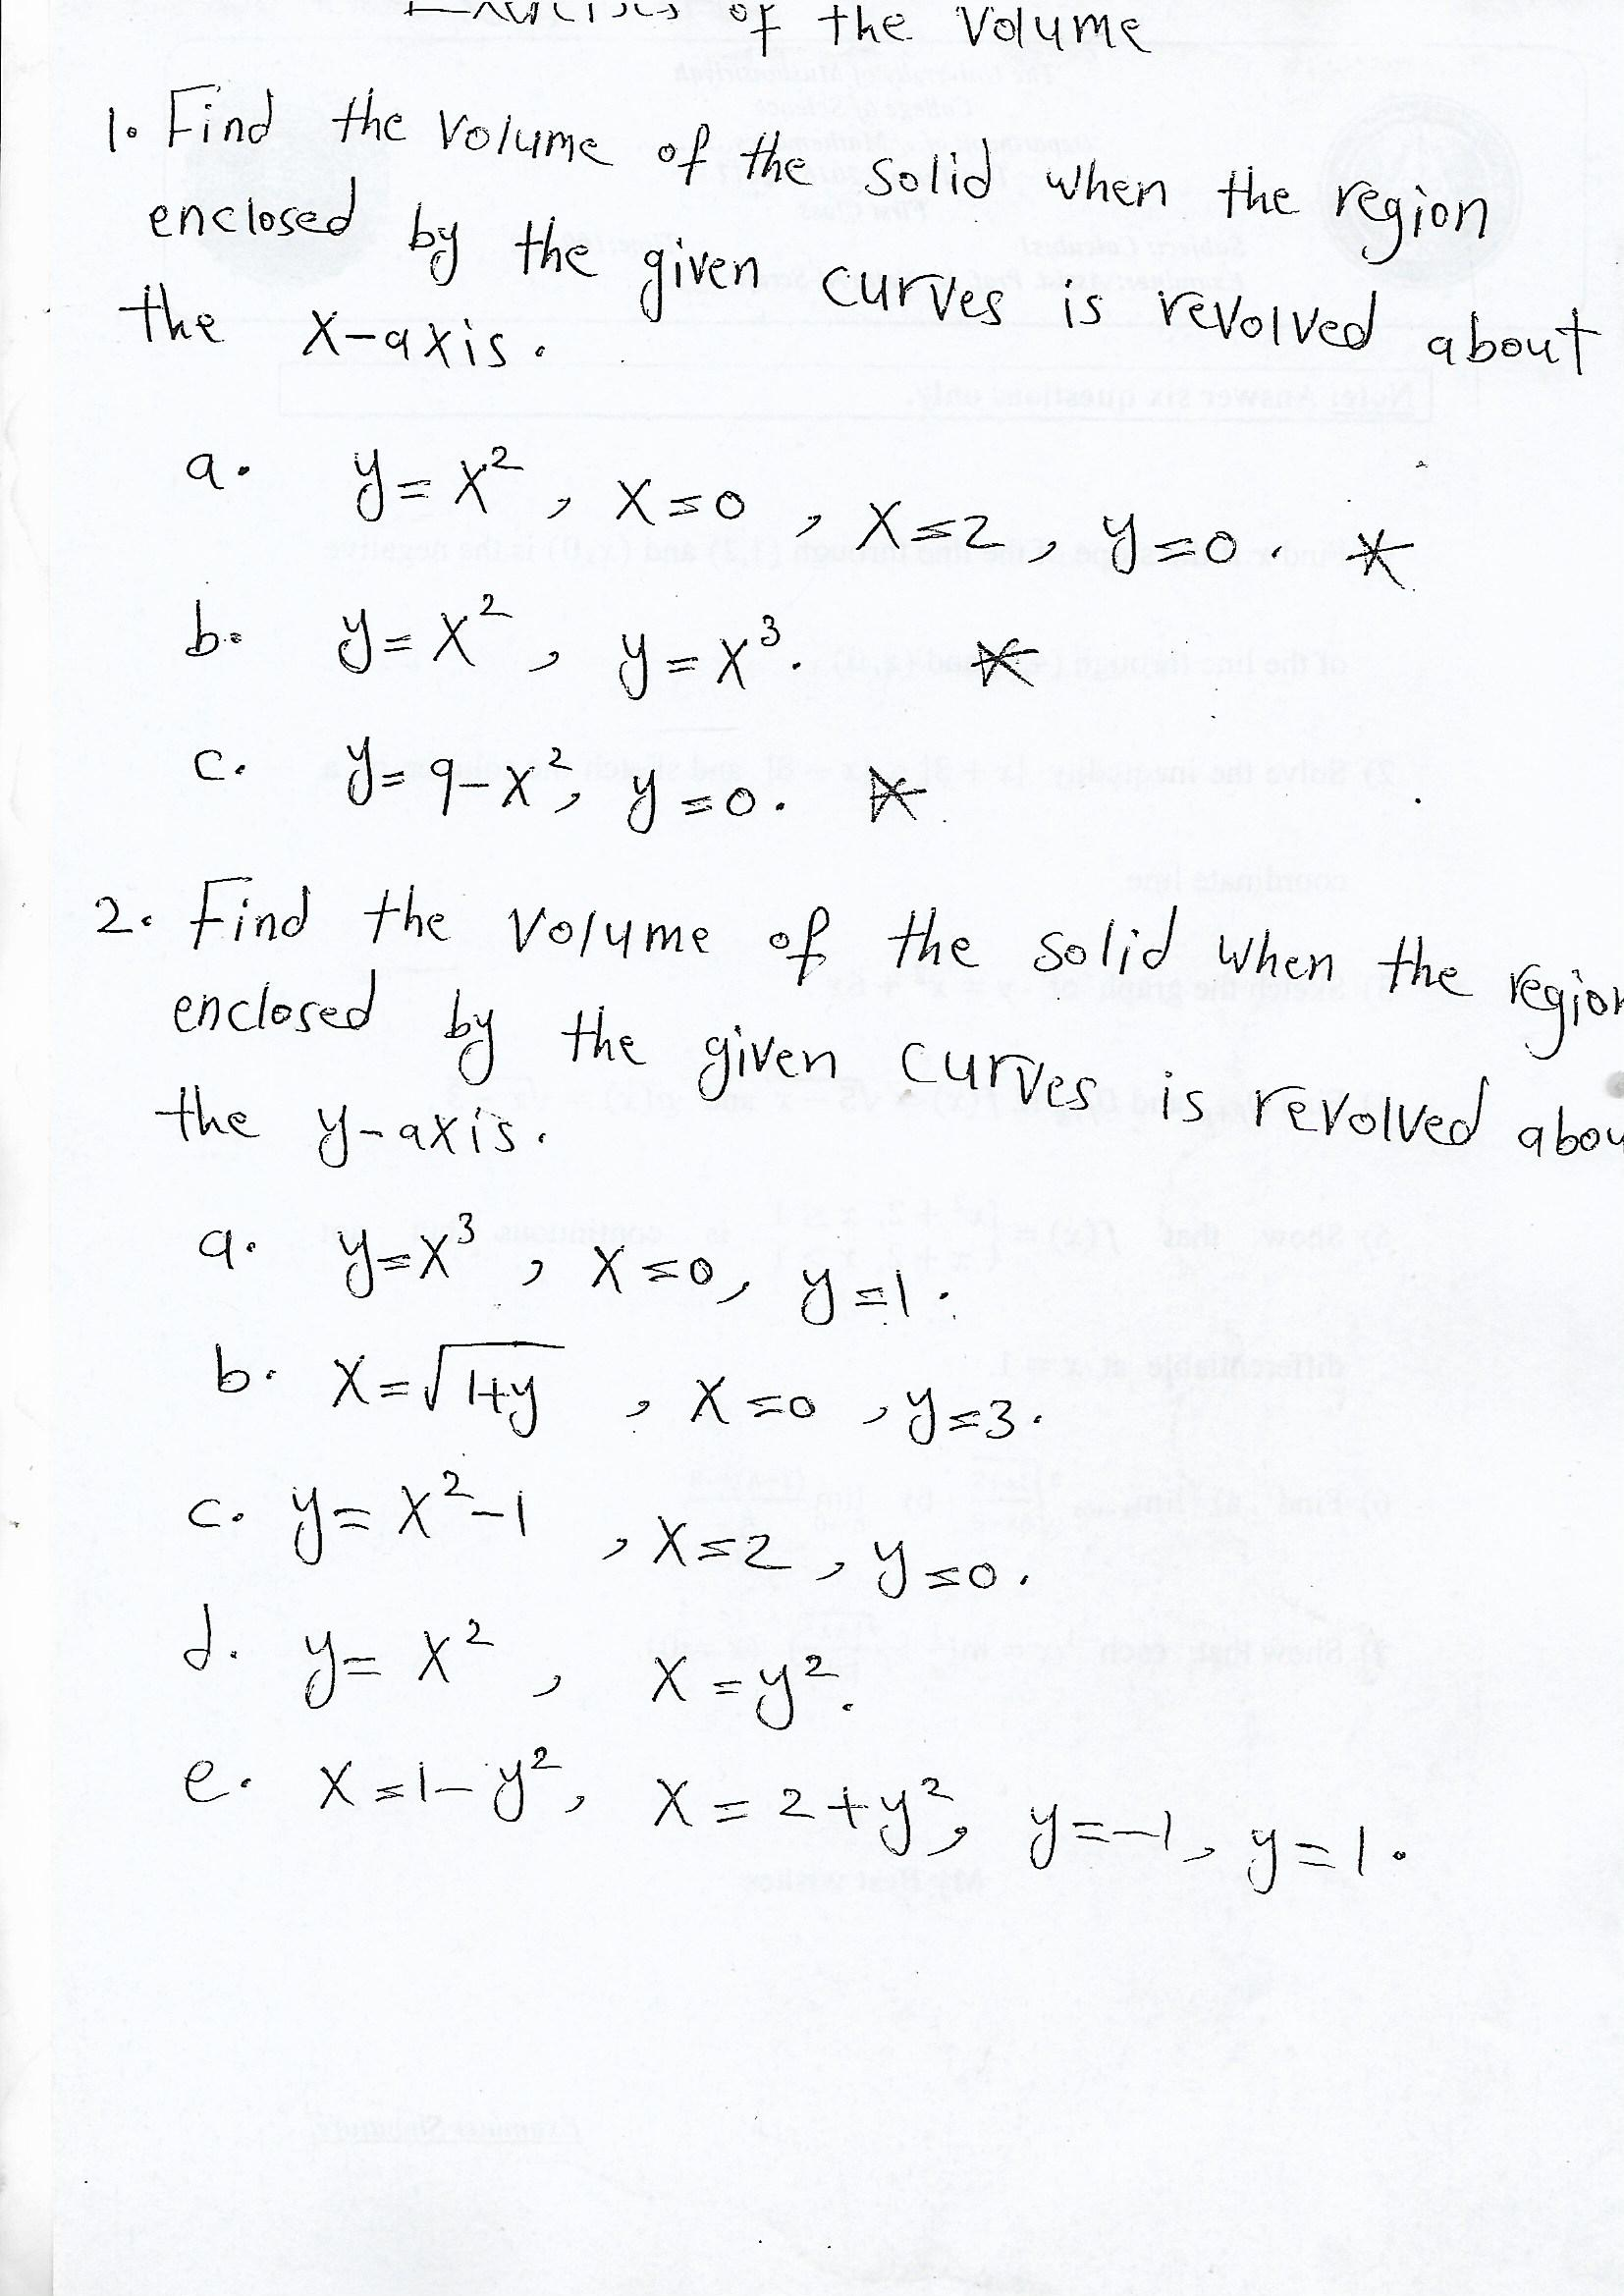 Exercises of the Volume
1. Find the Volume of the solid when the region
enclosed by the given curves is revolved about
the x-axis.
a. y=x², x=0, x=2, y=0. *
b. y=x², y=x³. *
c. y=9-x², y=0. *
2. Find the Volume of the solid when the region
enclosed by the given curves is revolved abou
the y-axis.
a. y=x³, x=0, y=1.
b. x=√1+y, x=0, y=3.
c. y=x²-1, x=2, y=0.
d. y=x², x=y².
e. x=1-y², x=2+y², y=-1, y=1.